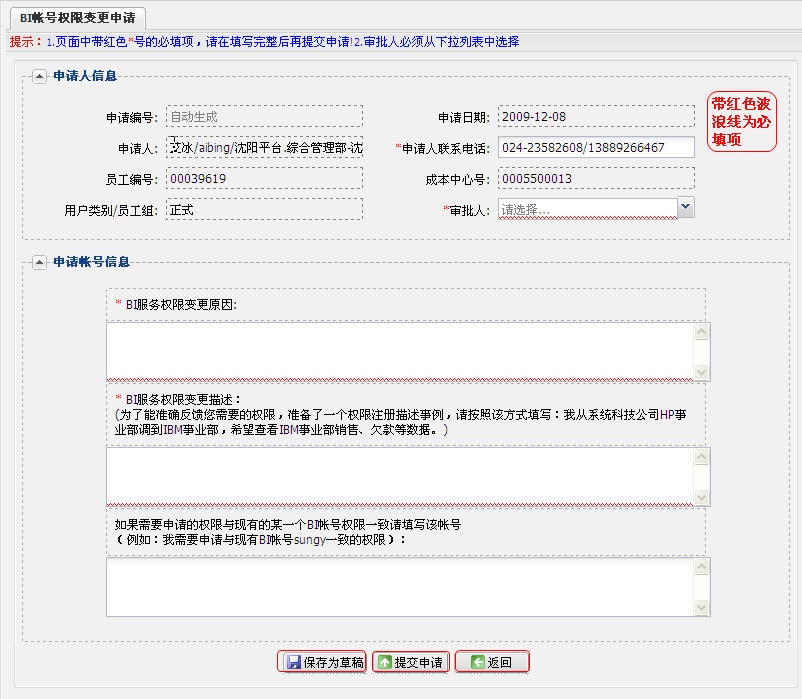 BI帐号权限变更申请
提示：1.页面中带红色*号的必填项，请在填写完整后再提交申请!2.审批人必须从下拉列表中选择
申请人信息
申请编号: 自动生成 申请日期: 2009-12-08
申请人: 艾冰/aibing/沈阳平台.综合管理部-沈 *申请人联系电话: 024-23582608/13889266467
员工编号: 00039619 成本中心号: 0005500013
用户类别/员工组: 正式 *审批人: 请选择...
带红色波
浪线为必
填项
申请帐号信息
* BI服务权限变更原因:
* BI服务权限变更描述：
(为了能准确反馈您需要的权限，准备了一个权限注册描述事例，请按照该方式填写：我从系统科技公司HP事
业部调到IBM事业部，希望查看IBM事业部销售、欠款等数据。)
如果需要申请的权限与现有的某一个BI帐号权限一致请填写该帐号
（例如：我需要申请与现有BI帐号sungy一致的权限）：
保存为草稿 提交申请 返回